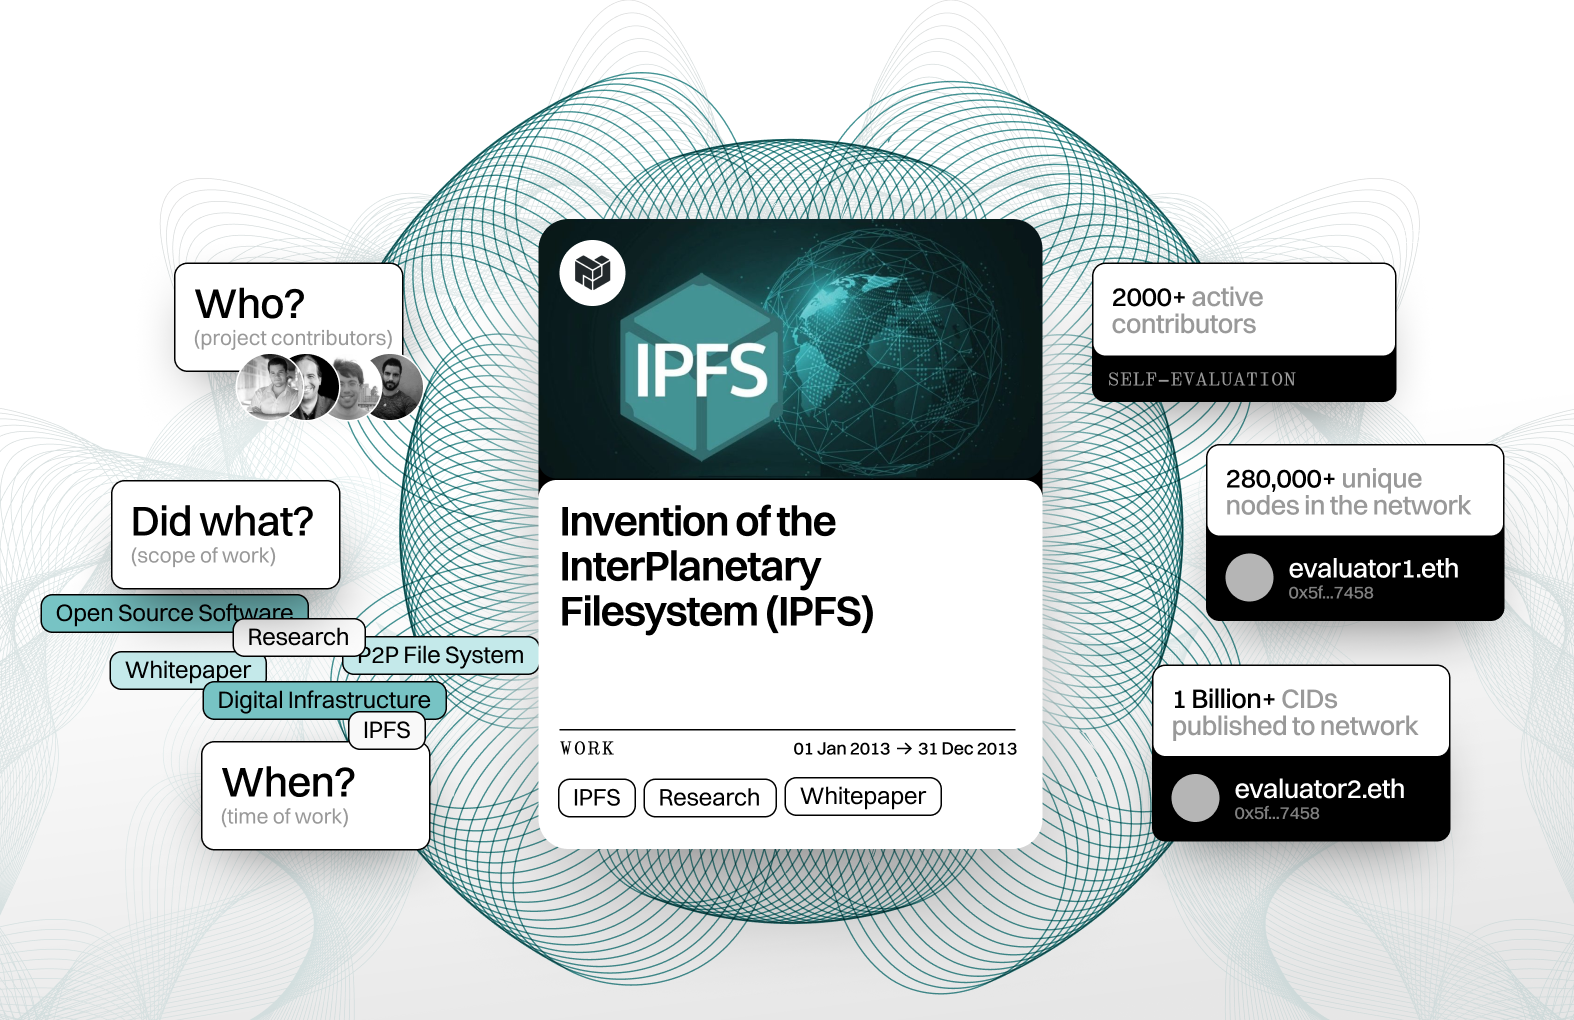 Who?
(project contributors)
Did what?
(scope of work)
Open Source Software
Research
P2P File System
Whitepaper
Digital Infrastructure
IPFS
When?
(time of work)
IPFS
Invention of the
InterPlanetary
Filesystem (IPFS)
WORK
01 Jan 2013 → 31 Dec 2013
IPFS
Research
Whitepaper
2000+ active
contributors
SELF-EVALUATION
280,000+ unique
nodes in the network
evaluator1.eth
0x5f...7458
1 Billion+ CIDs
published to network
evaluator2.eth
0x5f...7458